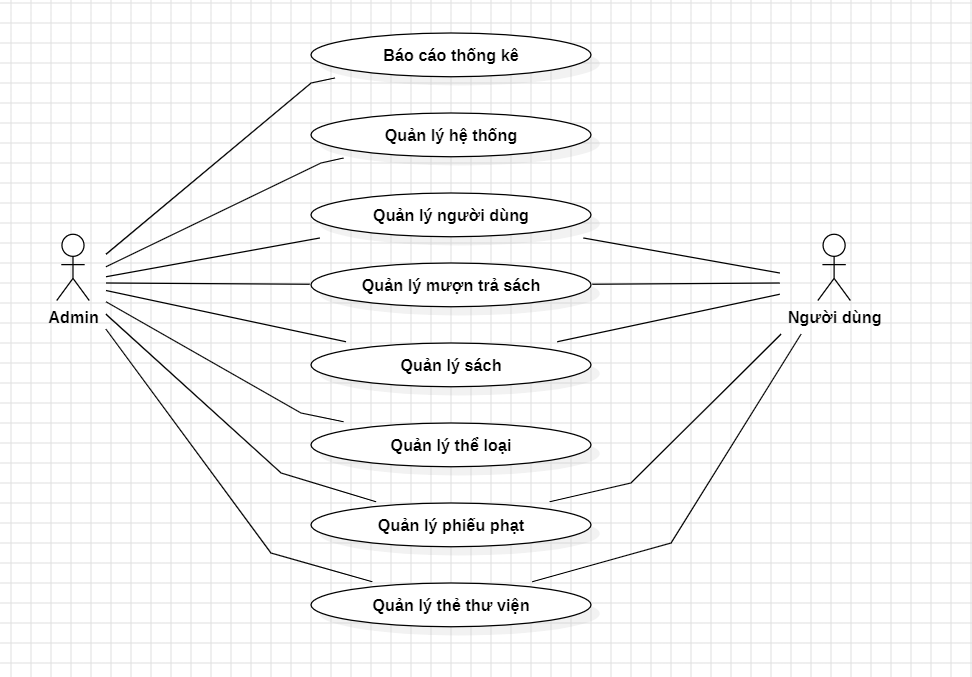 Báo cáo thống kê
Quản lý hệ thống
Quản lý người dùng
Quản lý mượn trả sách
Admin
Người dùng
Quản lý sách
Quản lý thể loại
Quản lý phiếu phạt
Quản lý thẻ thư viện